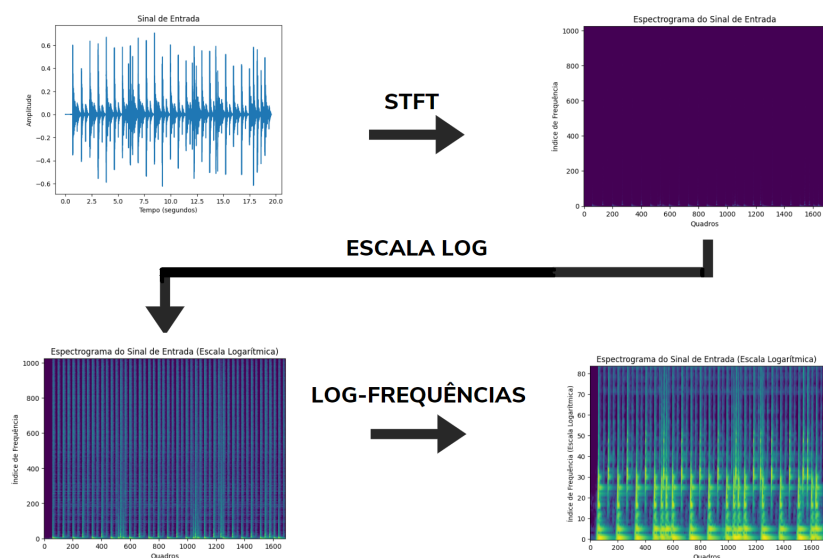 Sinal de Entrada
Amplitude
0.6
0.4
0.2
0.0
−0.2
−0.4
−0.6
0.0 2.5 5.0 7.5 10.0 12.5 15.0 17.5 20.0
Tempo (segundos)
STFT
Espectrograma do Sinal de Entrada
Índice de Frequência
1000
800
600
400
200
0
0 200 400 600 800 1000 1200 1400 1600
Quadros
ESCALA LOG
Espectrograma do Sinal de Entrada (Escala Logarítmica)
Índice de Frequência
1000
800
600
400
200
0
0 200 400 600 800 1000 1200 1400 1600
Quadros
LOG-FREQUÊNCIAS
Espectrograma do Sinal de Entrada (Escala Logarítmica)
Índice de Frequência (Escala Logarítmica)
80
70
60
50
40
30
20
10
0
0 200 400 600 800 1000 1200 1400 1600
Quadros